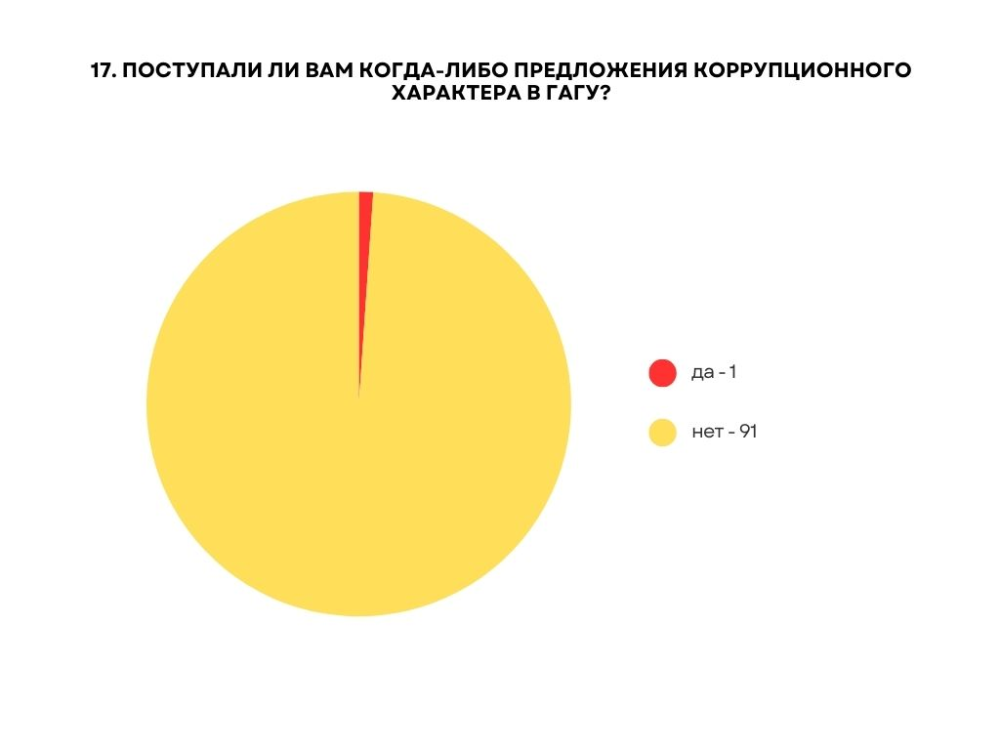 17. ПОСТУПАЛИ ЛИ ВАМ КОГДА-ЛИБО ПРЕДЛОЖЕНИЯ КОРРУПЦИОННОГО
ХАРАКТЕРА В ГАГУ?
да - 1
нет - 91